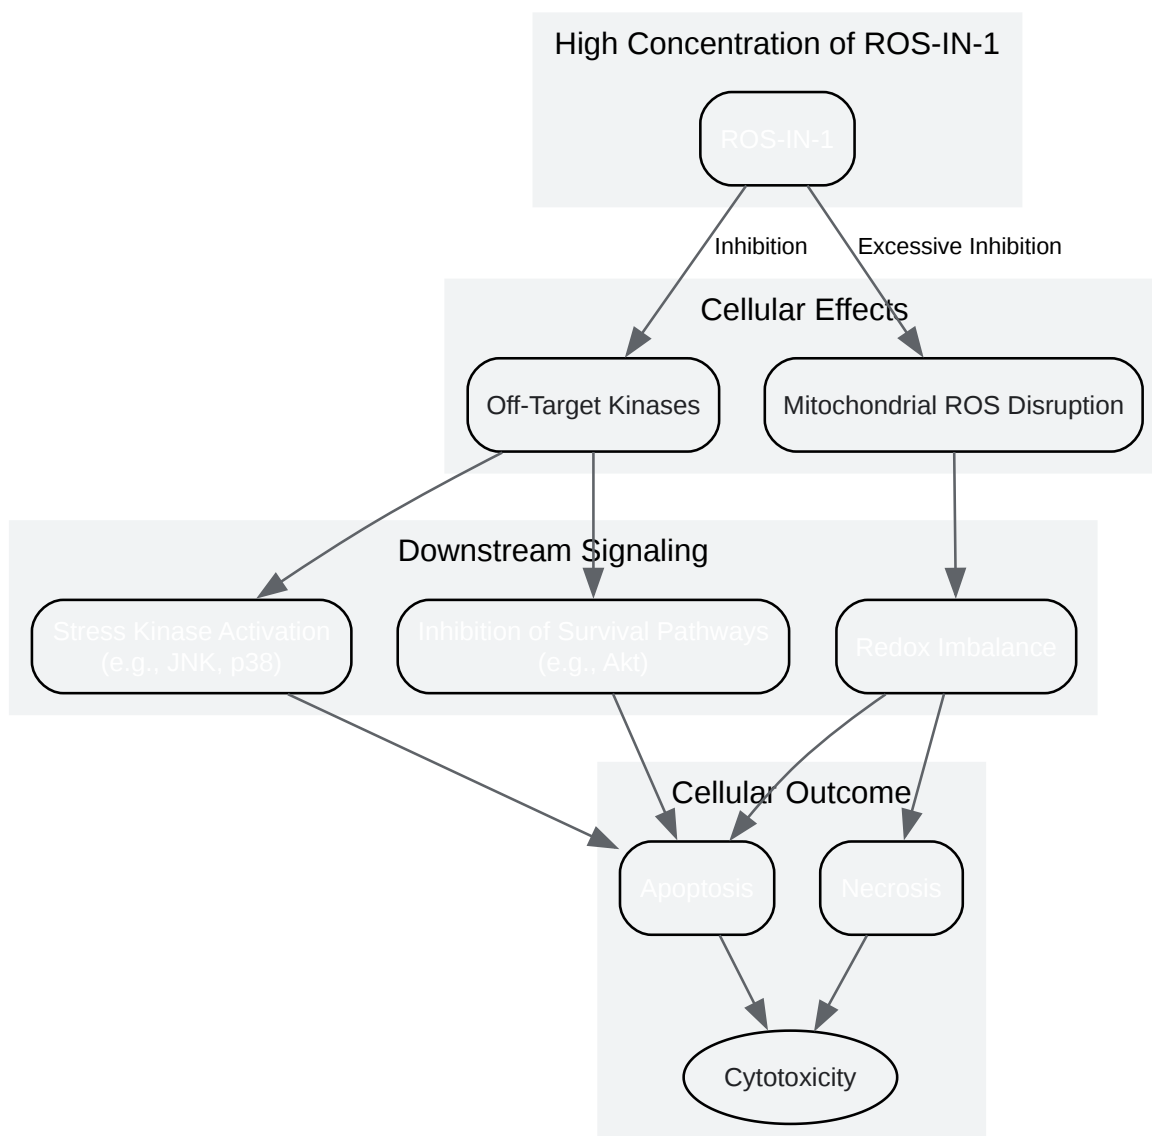 High Concentration of ROS-IN-1
ROS-IN-1
Inhibition
Excessive Inhibition
Cellular Effects
Off-Target Kinases
Mitochondrial ROS Disruption
Downstream Signaling
Stress Kinase Activation
(e.g., JNK, p38)
Inhibition of Survival Pathways
(e.g., Akt)
Redox Imbalance
Cellular Outcome
Apoptosis
Necrosis
Cytotoxicity